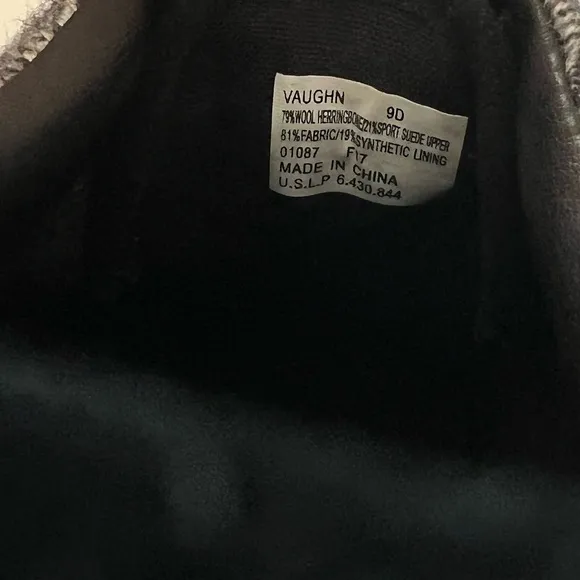 VAUGHN 9D
79%WOOL HERRINGBONE/21%SPORT SUEDE UPPER
81%FABRIC/19%SYNTHETIC LINING
01087 F17
MADE IN CHINA
U.S.L.P 6.430.844